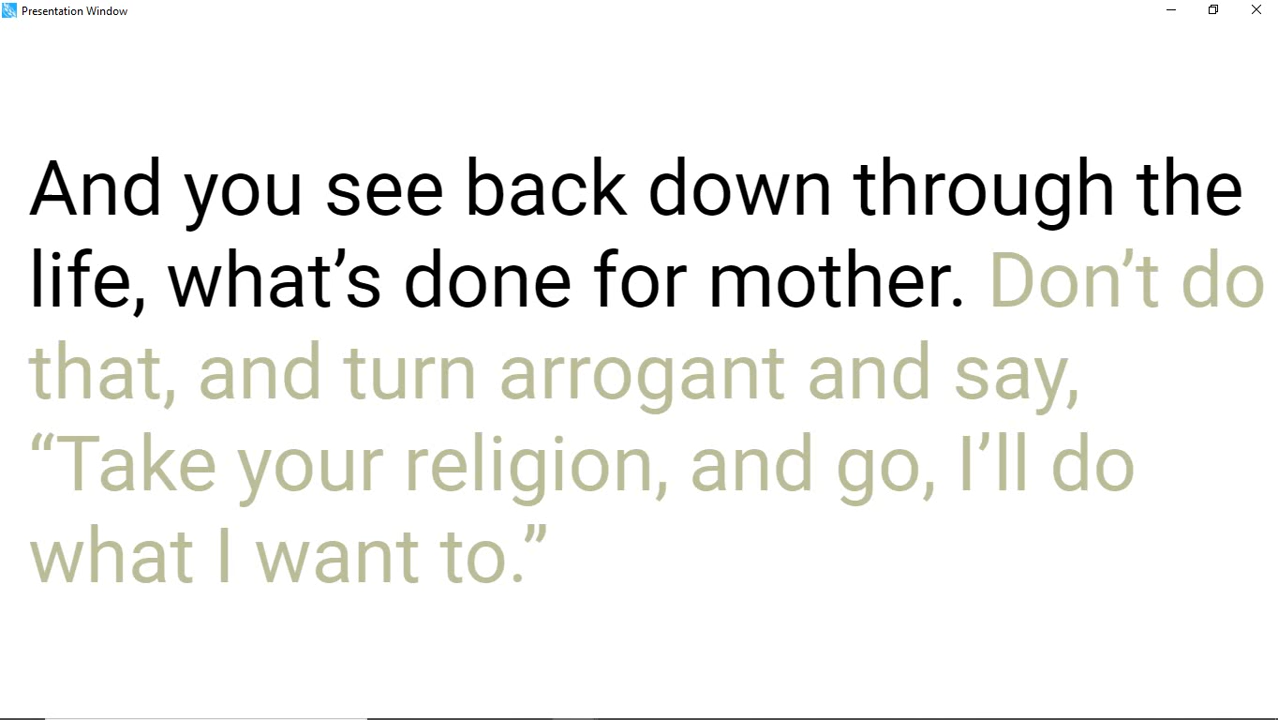 Presentation Window
And you see back down through the
life, what’s done for mother. Don’t do
that, and turn arrogant and say,
“Take your religion, and go, I’ll do
what I want to.”